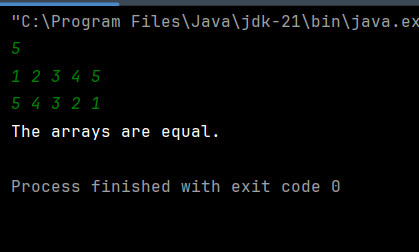 "C:\Program Files\Java\jdk-21\bin\java.ex
5
1 2 3 4 5
5 4 3 2 1
The arrays are equal.
Process finished with exit code 0